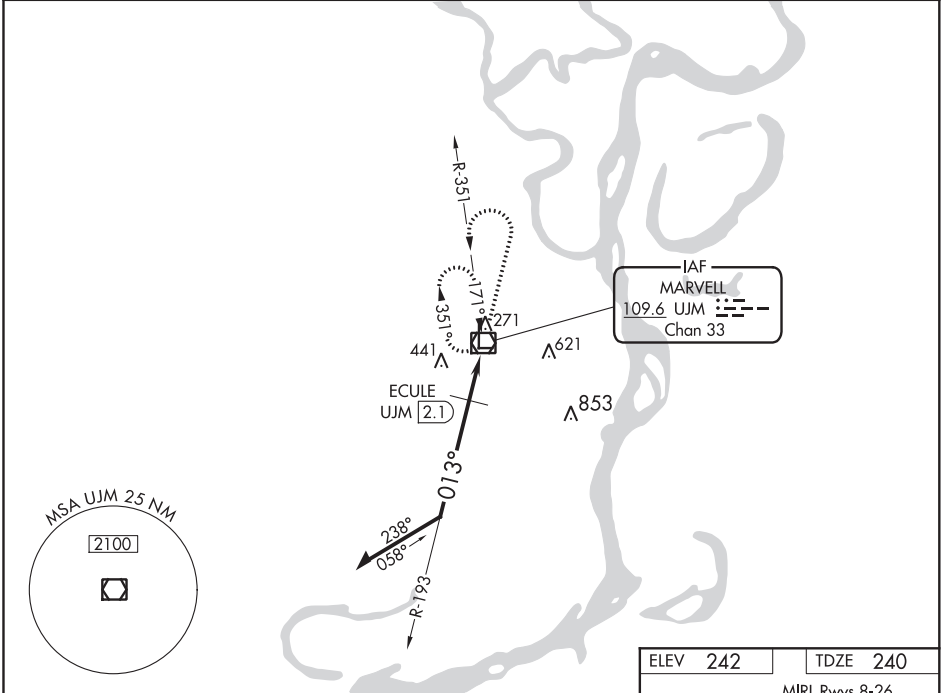 R-351
171°
351°
IAF
MARVELL
109.6 UJM
Chan 33
271
441
621
ECULE
UJM 2.1
853
013°
MSA UJM 25 NM
2100
238°
058°
R-193
ELEV 242
TDZE 240
MIRL Rwys 8-26